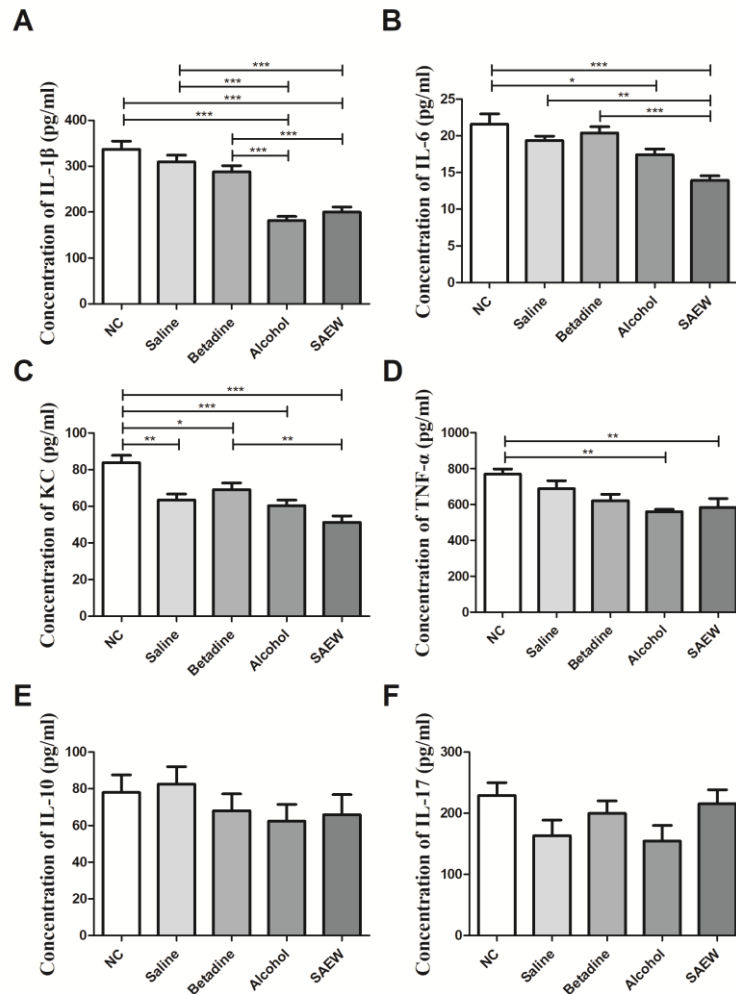 A
***
***
***
***
***
***
Concentration of IL-1β (pg/ml)
400
300
200
100
0
NC
Saline
Betadine
Alcohol
SAEW
B
***
*
**
***
Concentration of IL-6 (pg/ml)
25
20
15
10
5
0
NC
Saline
Betadine
Alcohol
SAEW
C
***
***
*
**
**
Concentration of KC (pg/ml)
100
80
60
40
20
0
NC
Saline
Betadine
Alcohol
SAEW
D
**
**
Concentration of TNF-α (pg/ml)
1000
800
600
400
200
0
NC
Saline
Betadine
Alcohol
SAEW
E
Concentration of IL-10 (pg/ml)
100
80
60
40
20
0
NC
Saline
Betadine
Alcohol
SAEW
F
Concentration of IL-17 (pg/ml)
300
200
100
0
NC
Saline
Betadine
Alcohol
SAEW